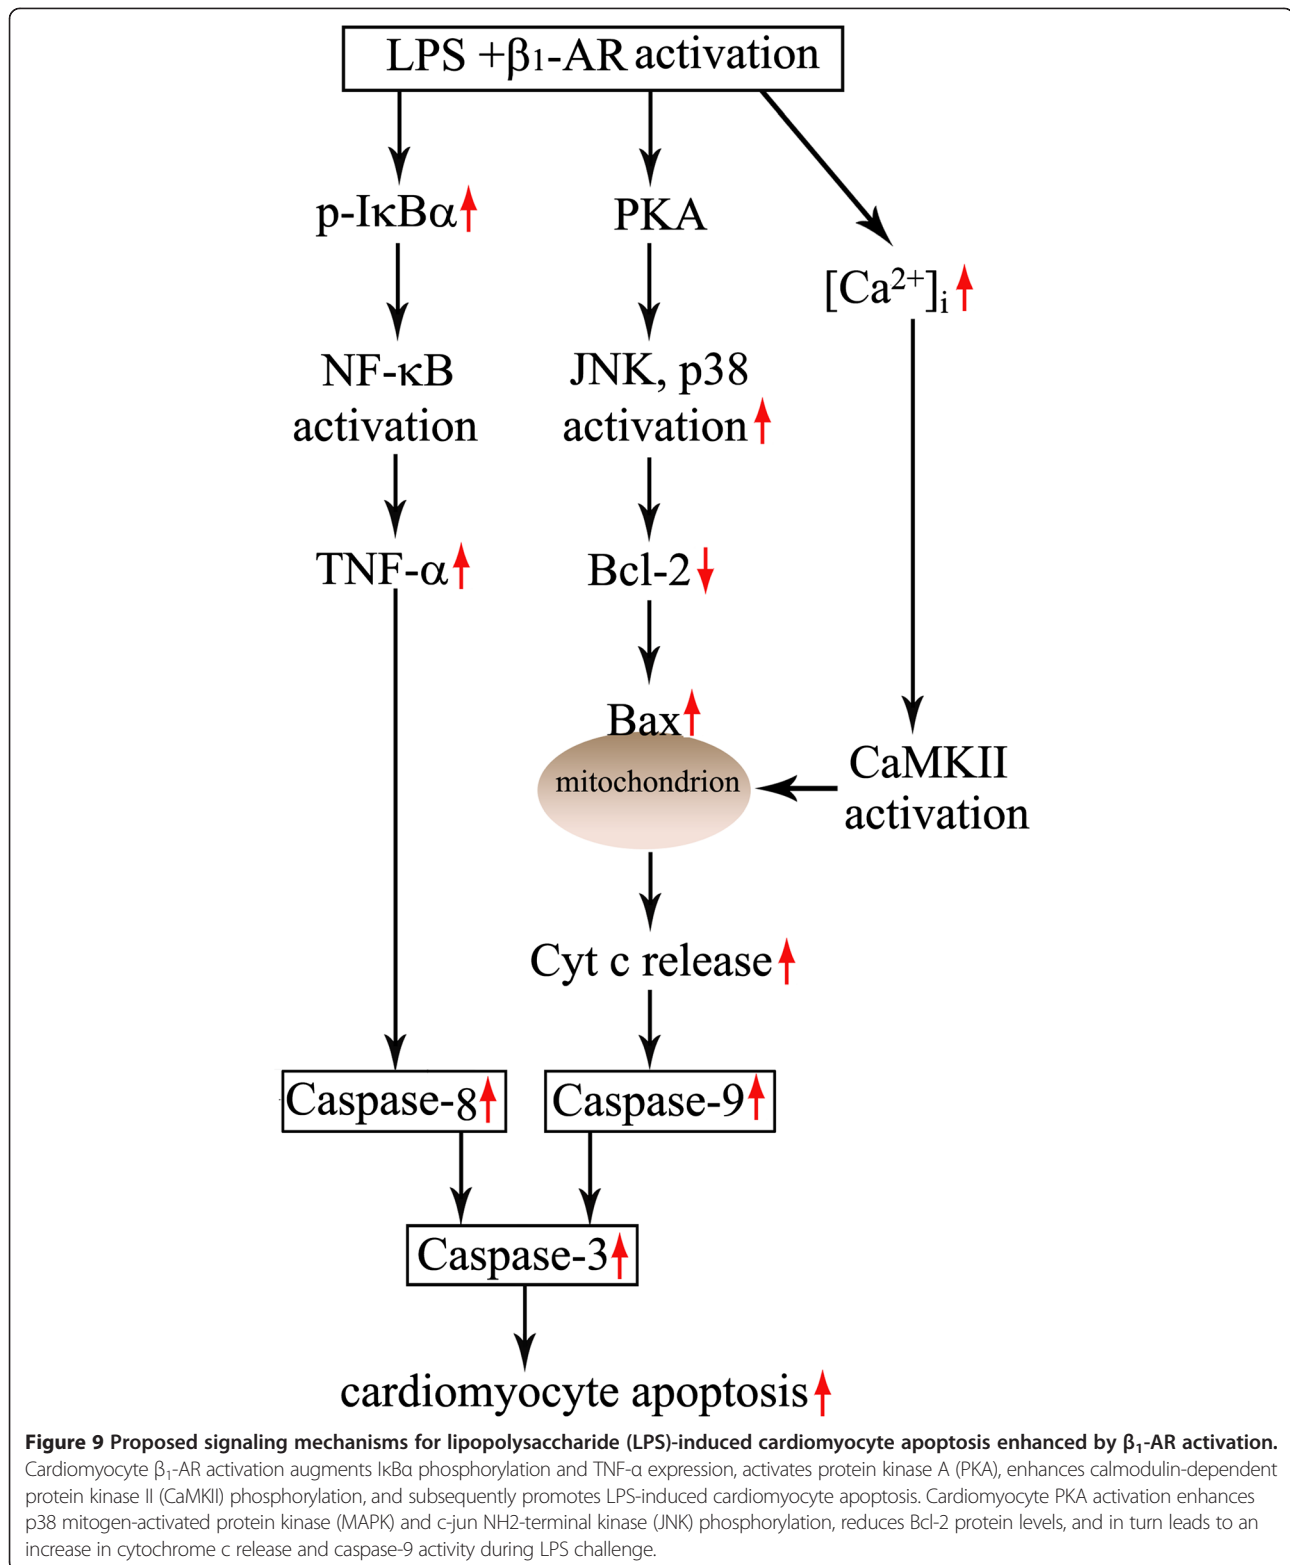 LPS +β1-AR activation
p-IκBα
PKA
[Ca²⁺]ᵢ
NF-κB
activation
JNK, p38
activation
TNF-α
Bcl-2
Bax
mitochondrion
CaMKII
activation
Cyt c release
Caspase-8
Caspase-9
Caspase-3
cardiomyocyte apoptosis
Figure 9 Proposed signaling mechanisms for lipopolysaccharide (LPS)-induced cardiomyocyte apoptosis enhanced by β₁-AR activation.
Cardiomyocyte β₁-AR activation augments IκBα phosphorylation and TNF-α expression, activates protein kinase A (PKA), enhances calmodulin-dependent
protein kinase II (CaMKII) phosphorylation, and subsequently promotes LPS-induced cardiomyocyte apoptosis. Cardiomyocyte PKA activation enhances
p38 mitogen-activated protein kinase (MAPK) and c-jun NH2-terminal kinase (JNK) phosphorylation, reduces Bcl-2 protein levels, and in turn leads to an
increase in cytochrome c release and caspase-9 activity during LPS challenge.